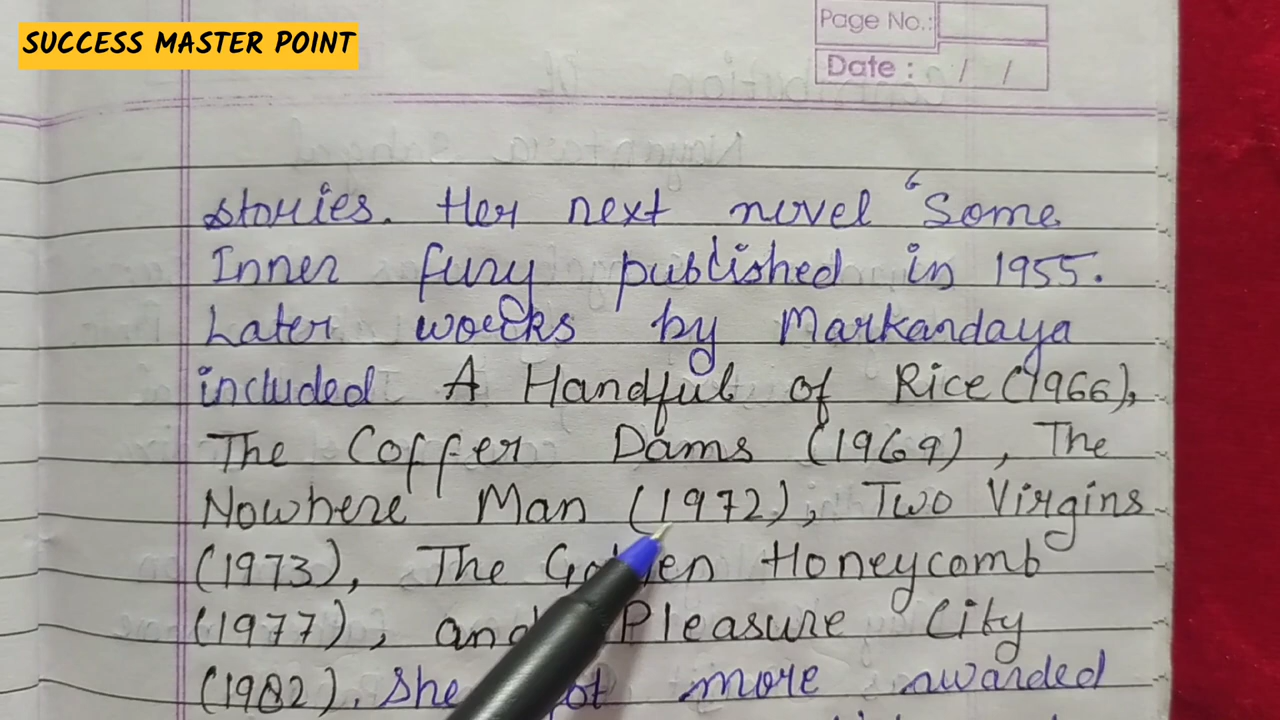 SUCCESS MASTER POINT
Page No.:
Date : / /
stories. Her next novel ‘Some
Inner fury published in 1955.
Later works by Markandaya
included A Handful of Rice (1966),
The Coffer Dams (1969), The
Nowhere Man (1972), Two Virgins
(1973), The Honeycomb
(1977), and Pleasure City
(1982). She more awarded